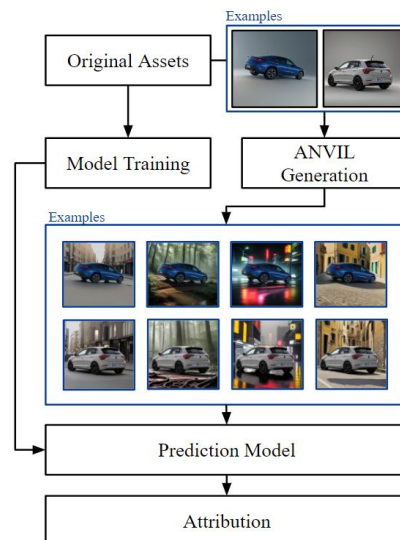 Examples
Original Assets
Model Training
ANVIL
Generation
Examples
Prediction Model
Attribution